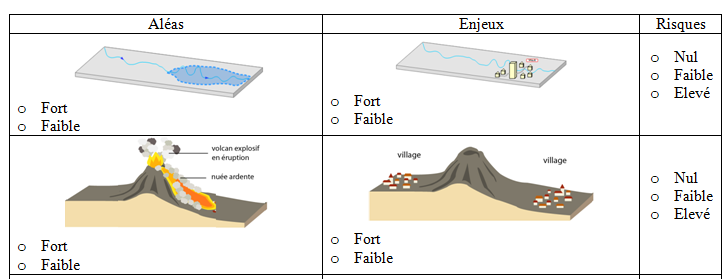 Aléas
Enjeux
Risques
o Fort
o Faible
o Fort
o Faible
o Nul
o Faible
o Elevé
volcan explosif
en éruption
nuée ardente
o Fort
o Faible
village
village
o Fort
o Faible
o Nul
o Faible
o Elevé